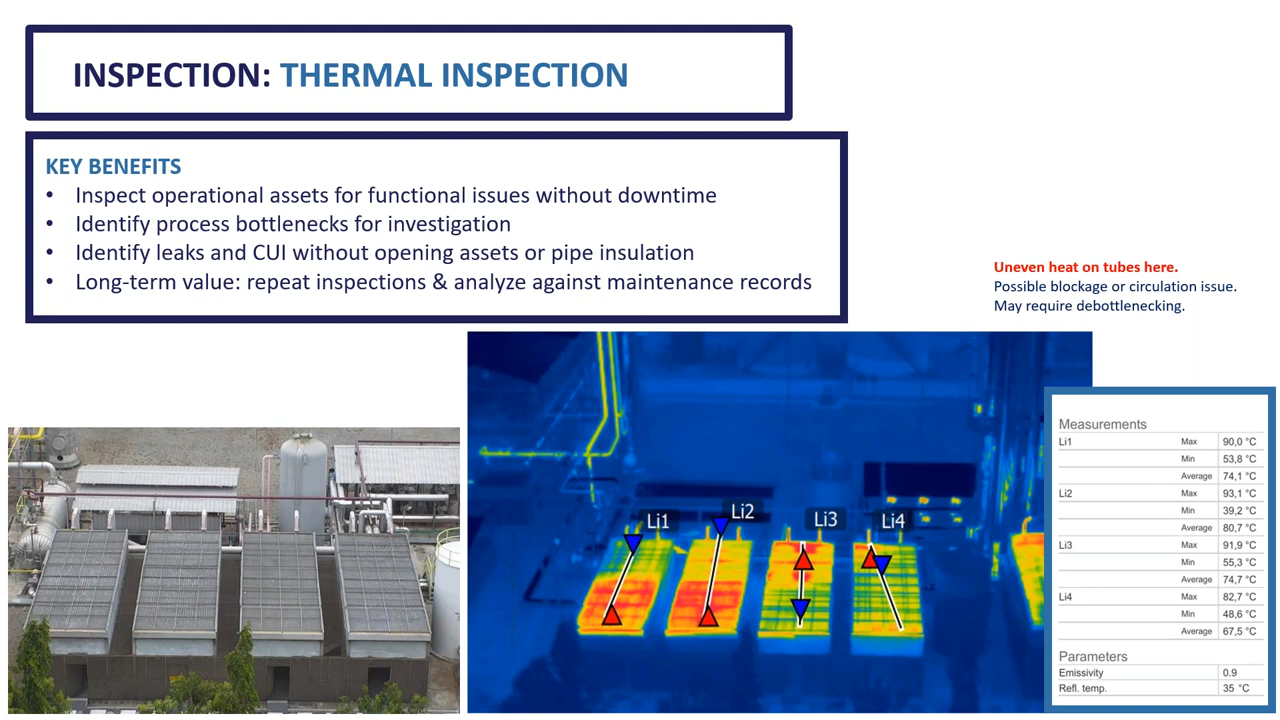 INSPECTION: THERMAL INSPECTION
KEY BENEFITS
• Inspect operational assets for functional issues without downtime
• Identify process bottlenecks for investigation
• Identify leaks and CUI without opening assets or pipe insulation
• Long-term value: repeat inspections & analyze against maintenance records
Uneven heat on tubes here.
Possible blockage or circulation issue.
May require debottlenecking.
Li1
Li2
Li3
Li4
Measurements
Li1 Max 90,0 °C
Min 53,8 °C
Average 74,1 °C
Li2 Max 93,1 °C
Min 39,2 °C
Average 80,7 °C
Li3 Max 91,9 °C
Min 55,3 °C
Average 74,7 °C
Li4 Max 82,7 °C
Min 48,6 °C
Average 67,5 °C
Parameters
Emissivity 0.9
Refl. temp. 35 °C